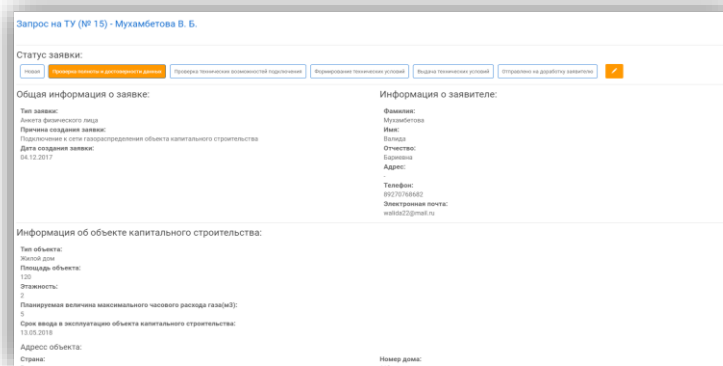 Запрос на ТУ (№ 15) - Мухамбетова В. Б.
Статус заявки:
Новая Проверка полноты и достоверности данных Проверка технических возможностей подключения Формирование технических условий Выдача технических условий Отправлено на доработку заявителю
Общая информация о заявке:
Тип заявки:
Анкета физического лица
Причина создания заявки:
Подключение к сети газораспределения объекта капитального строительства
Дата создания заявки:
04.12.2017
Информация о заявителе:
Фамилия:
Мухамбетова
Имя:
Валида
Отчество:
Бариевна
Адрес:
-
Телефон:
89270768682
Электронная почта:
walida22@mail.ru
Информация об объекте капитального строительства:
Тип объекта:
Жилой дом
Площадь объекта:
120
Этажность:
2
Планируемая величина максимального часового расхода газа(м3):
5
Срок ввода в эксплуатацию объекта капитального строительства:
13.05.2018
Адресс объекта:
Страна:
Номер дома: